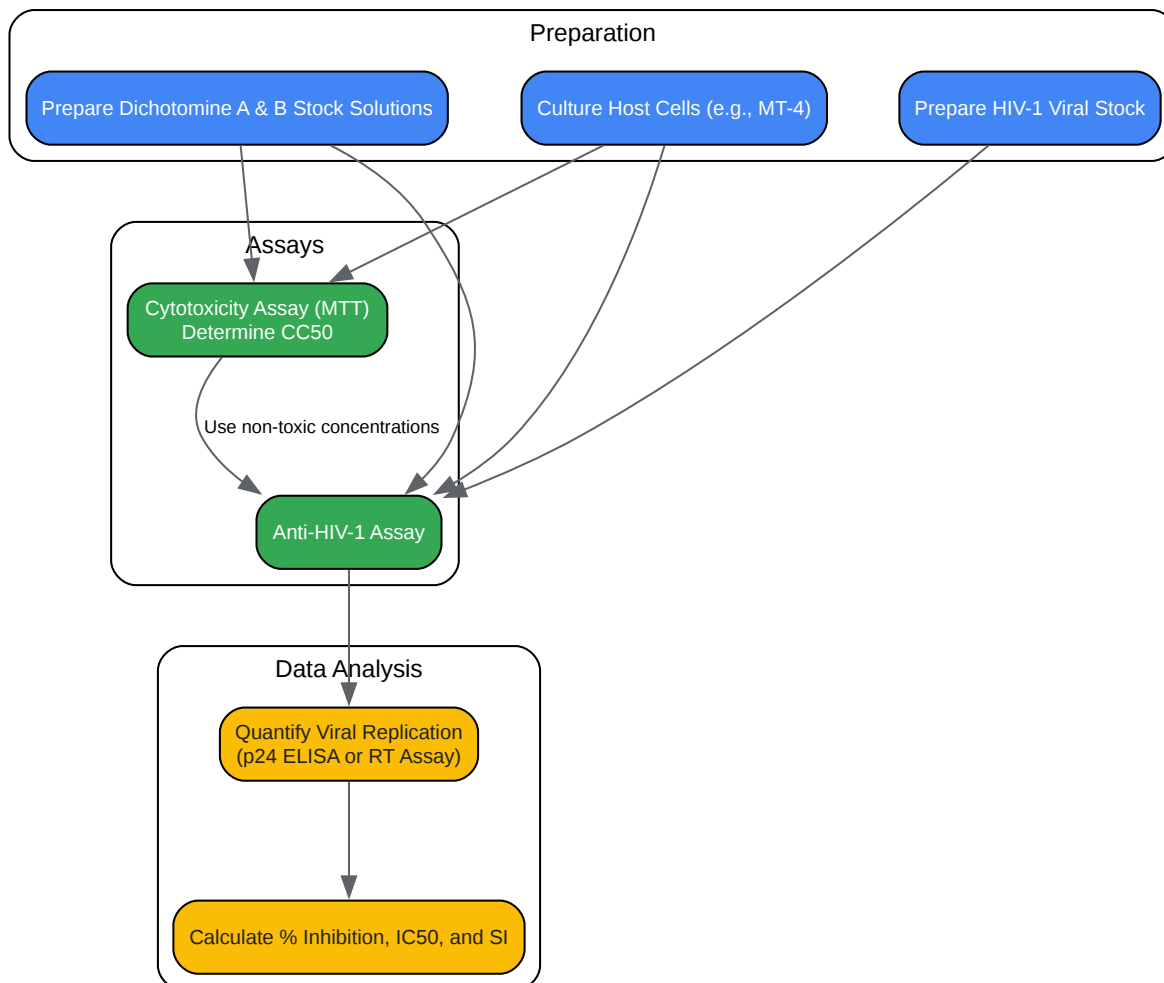 Preparation
Prepare Dichotomine A & B Stock Solutions
Culture Host Cells (e.g., MT-4)
Prepare HIV-1 Viral Stock
Assays
Cytotoxicity Assay (MTT)
Determine CC50
Use non-toxic concentrations
Anti-HIV-1 Assay
Data Analysis
Quantify Viral Replication
(p24 ELISA or RT Assay)
Calculate % Inhibition, IC50, and SI